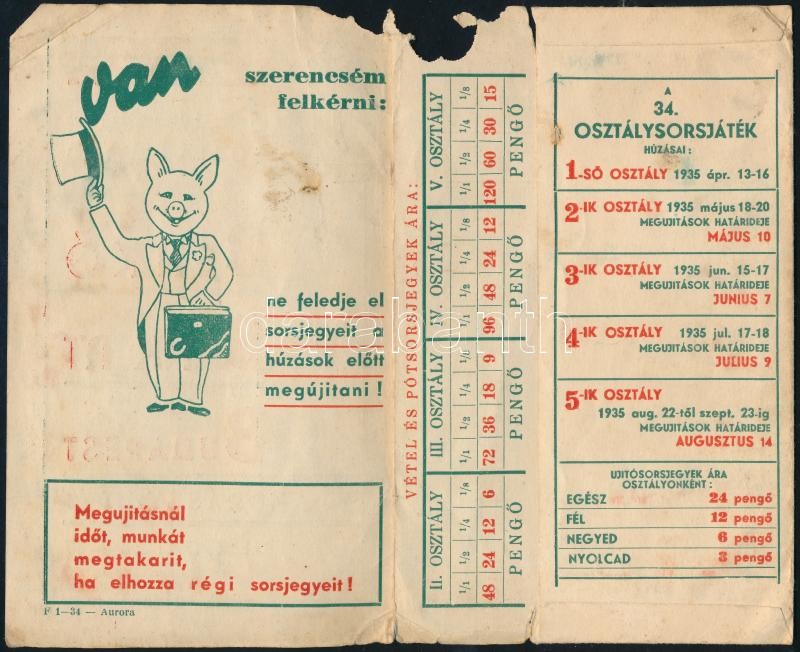 van
szerencsém
felkérni:
ne feledje el
sorsjegyeit a
húzások előtt
megújitani !
Megujitásnál
időt, munkát
megtakarit,
ha elhozza régi sorsjegyeit !
F 1—34 — Aurora
VÉTEL ÉS PÓTSORSJEGYEK ÁRA:
II. OSZTÁLY
1/1 1/2 1/4 1/8
48 24 12 6
PENGŐ
III. OSZTÁLY
1/1 1/2 1/4 1/8
72 36 18 9
PENGŐ
IV. OSZTÁLY
1/1 1/2 1/4 1/8
96 48 24 12
PENGŐ
V. OSZTÁLY
1/1 1/2 1/4 1/8
120 60 30 15
PENGŐ
A
34.
OSZTÁLYSORSJÁTÉK
HÚZÁSAI :
1-SŐ OSZTÁLY 1935 ápr. 13-16
2-IK OSZTÁLY 1935 május 18-20
MEGUJITÁSOK HATÁRIDEJE
MÁJUS 10
3-IK OSZTÁLY 1935 jun. 15-17
MEGUJITÁSOK HATÁRIDEJE
JUNIUS 7
4-IK OSZTÁLY 1935 jul. 17-18
MEGUJITÁSOK HATÁRIDEJE
JULIUS 9
5-IK OSZTÁLY
1935 aug. 22-től szept. 23-ig
MEGUJITÁSOK HATÁRIDEJE
AUGUSZTUS 14
UJITÓSORSJEGYEK ÁRA
OSZTÁLYONKÉNT :
EGÉSZ 24 pengő
FÉL 12 pengő
NEGYED 6 pengő
NYOLCAD 3 pengő
darabanth
BUDAPEST